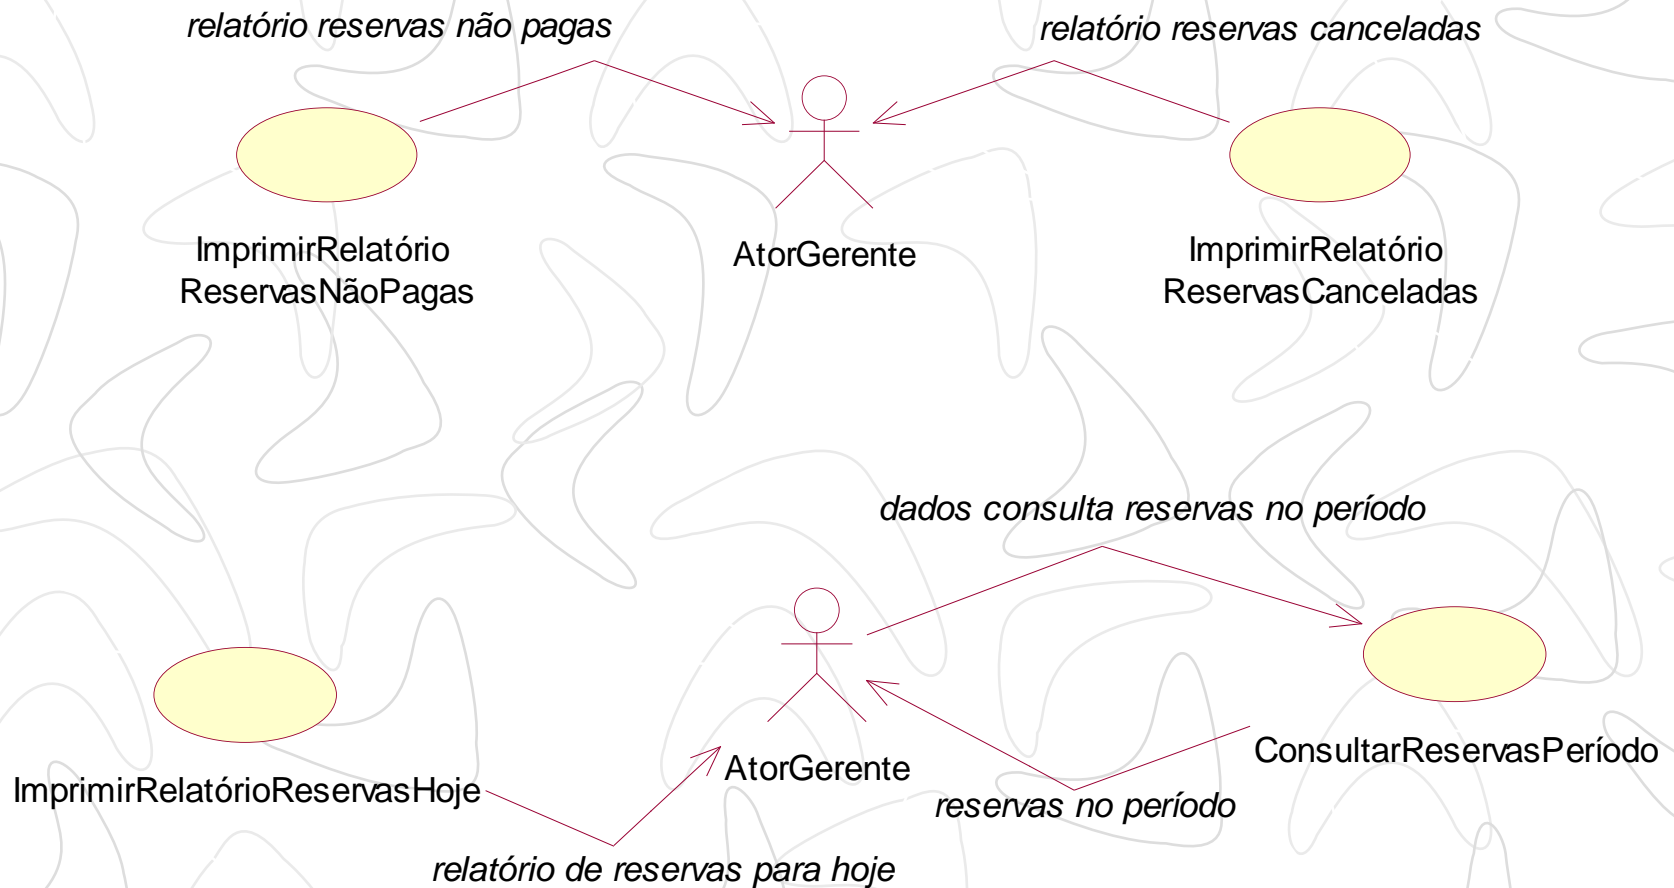 relatório reservas não pagas
relatório reservas canceladas
ImprimirRelatório
ReservasNãoPagas
AtorGerente
ImprimirRelatório
ReservasCanceladas
dados consulta reservas no período
ImprimirRelatórioReservasHoje
AtorGerente
ConsultarReservasPeríodo
reservas no período
relatório de reservas para hoje